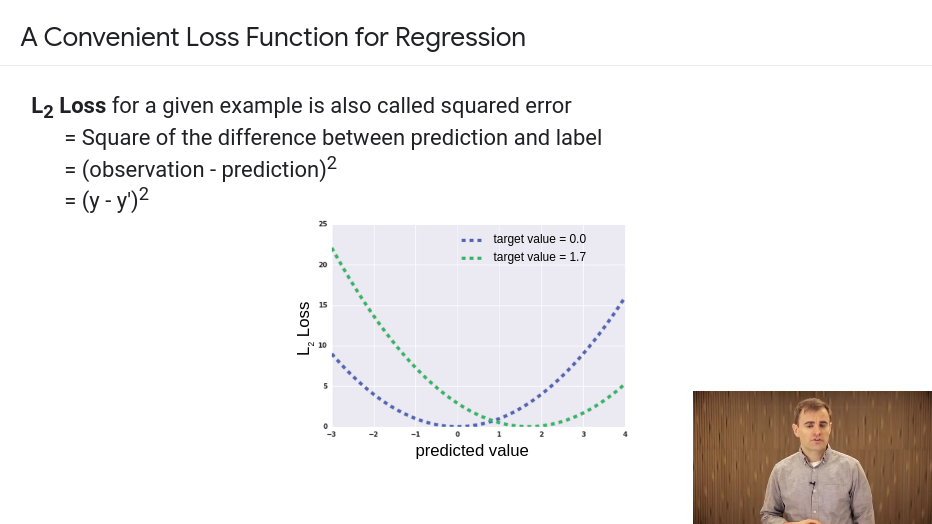 A Convenient Loss Function for Regression
L2 Loss for a given example is also called squared error
= Square of the difference between prediction and label
= (observation - prediction)2
= (y - y')2
25
target value = 0.0
target value = 1.7
20
15
L2 Loss
10
5
0
−3 −2 −1 0 1 2 3 4
predicted value